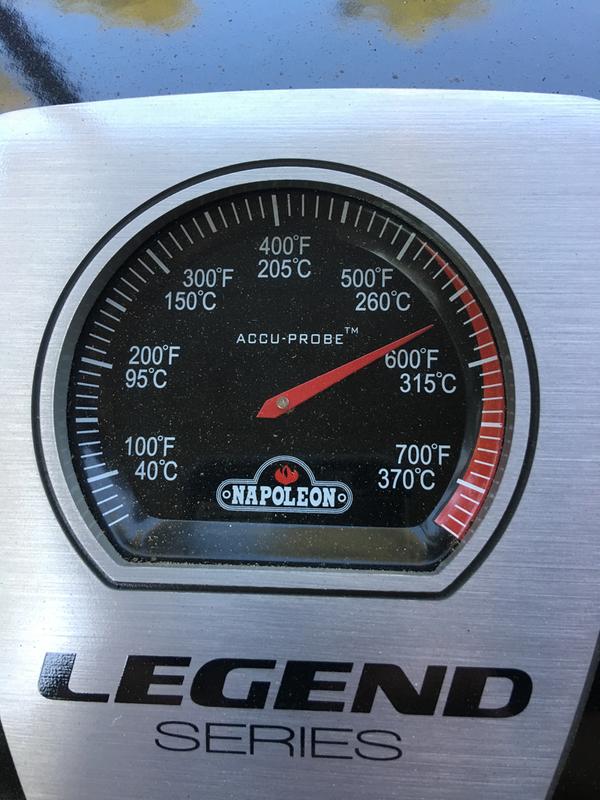 400°F
205°C
300°F
150°C
500°F
260°C
ACCU-PROBE™
200°F
95°C
600°F
315°C
100°F
40°C
700°F
370°C
NAPOLEON
LEGEND
SERIES